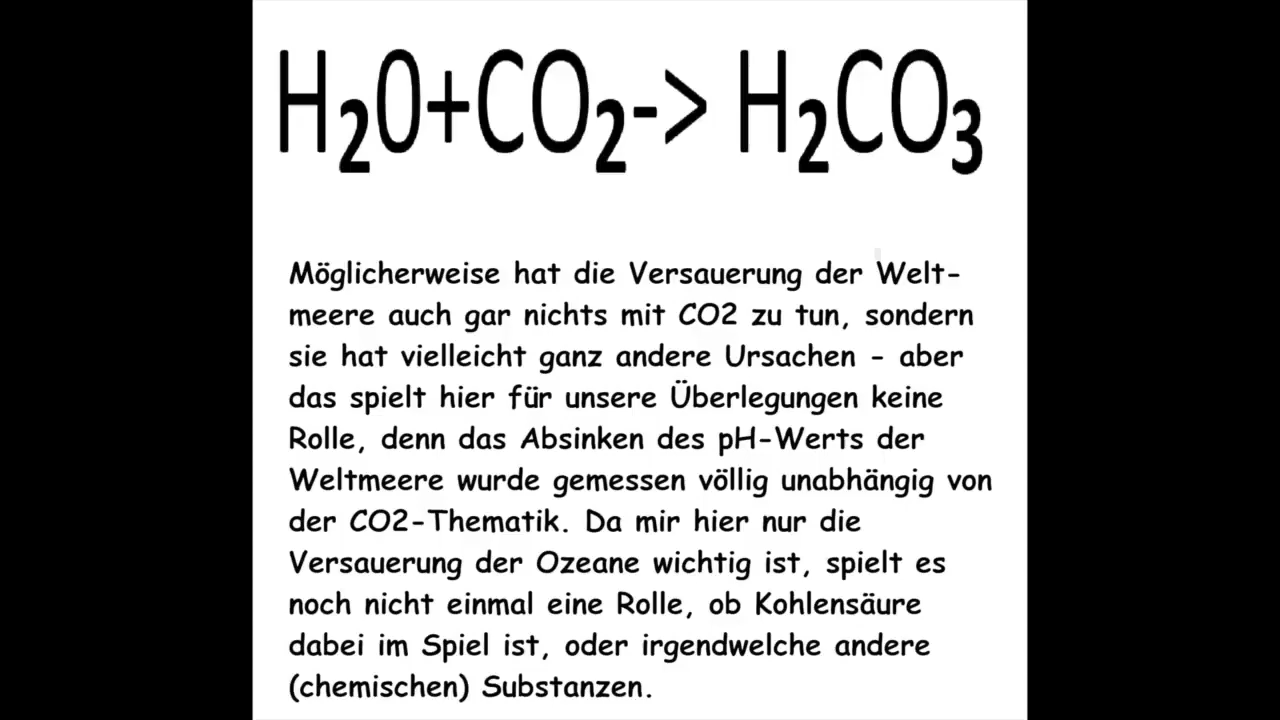 H₂0+CO₂-> H₂CO₃
Möglicherweise hat die Versauerung der Welt-
meere auch gar nichts mit CO2 zu tun, sondern
sie hat vielleicht ganz andere Ursachen - aber
das spielt hier für unsere Überlegungen keine
Rolle, denn das Absinken des pH-Werts der
Weltmeere wurde gemessen völlig unabhängig von
der CO2-Thematik. Da mir hier nur die
Versauerung der Ozeane wichtig ist, spielt es
noch nicht einmal eine Rolle, ob Kohlensäure
dabei im Spiel ist, oder irgendwelche andere
(chemischen) Substanzen.